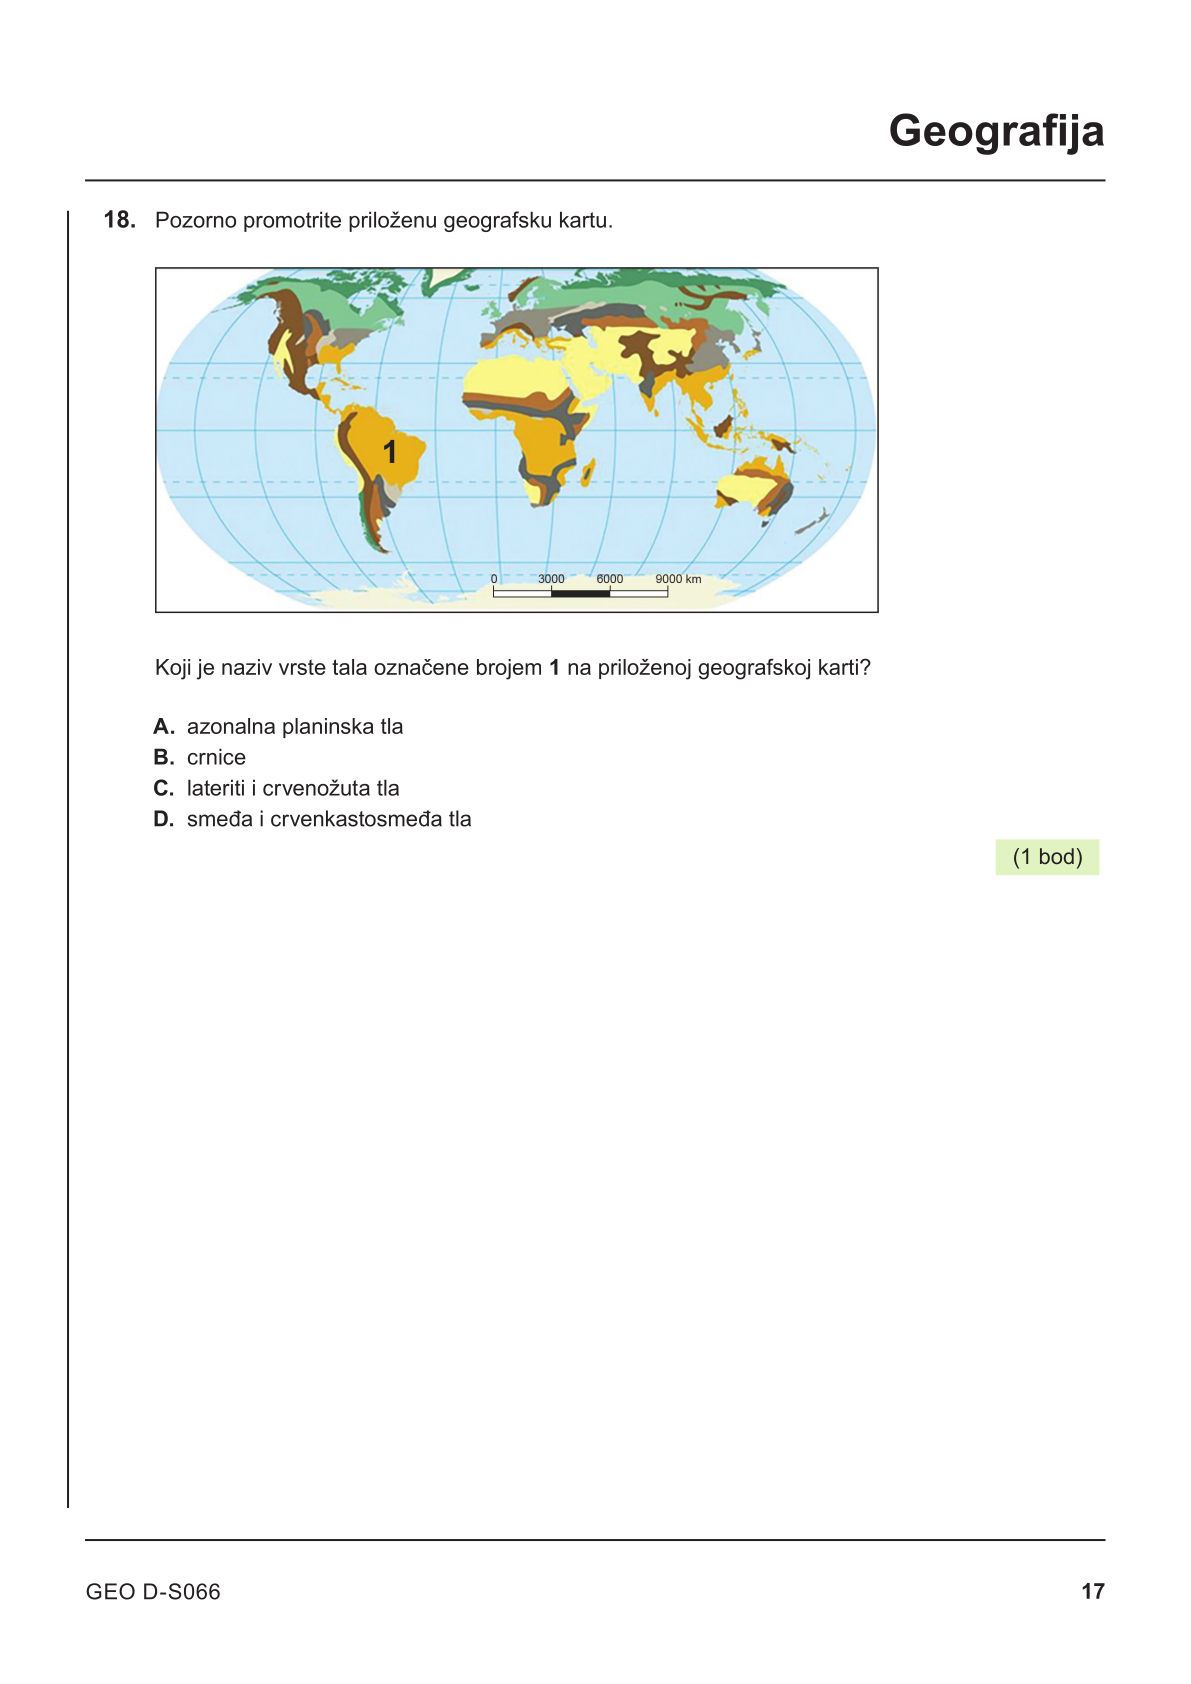 Geografija
18. Pozorno promotrite priloženu geografsku kartu.
1
0 3000 6000 9000 km
Koji je naziv vrste tala označene brojem 1 na priloženoj geografskoj karti?
A. azonalna planinska tla
B. crnice
C. lateriti i crvenožuta tla
D. smeđa i crvenkastosmeđa tla
(1 bod)
GEO D-S066
17